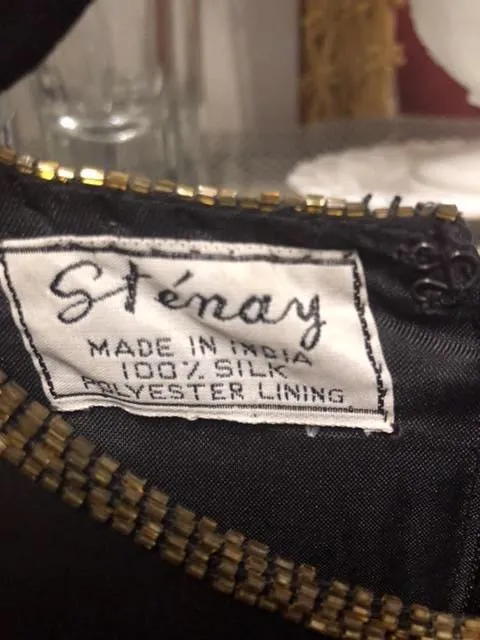 Sténay
MADE IN INDIA
100% SILK
POLYESTER LINING